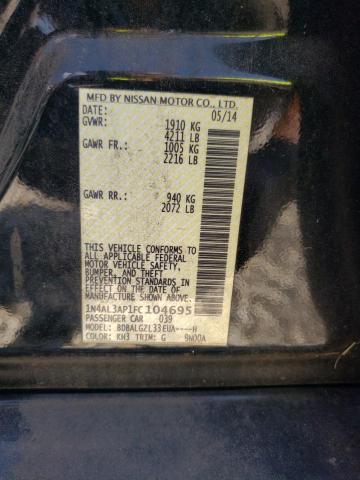 MFD BY NISSAN MOTOR CO., LTD.
DATE: 05/14
GVWR: 1910 KG
4211 LB
GAWR FR: 1005 KG
2216 LB
GAWR RR: 940 KG
2072 LB
THIS VEHICLE CONFORMS TO
ALL APPLICABLE FEDERAL
MOTOR VEHICLE SAFETY,
BUMPER, AND THEFT
PREVENTION STANDARDS IN
EFFECT ON THE DATE OF
MANUFACTURE SHOWN
ABOVE.
1N4AL3AP1FC104695
PASSENGER CAR 039
MODEL: BDBALGZL33EUA----H
COLOR: KH3 TRIM: G 9N00A